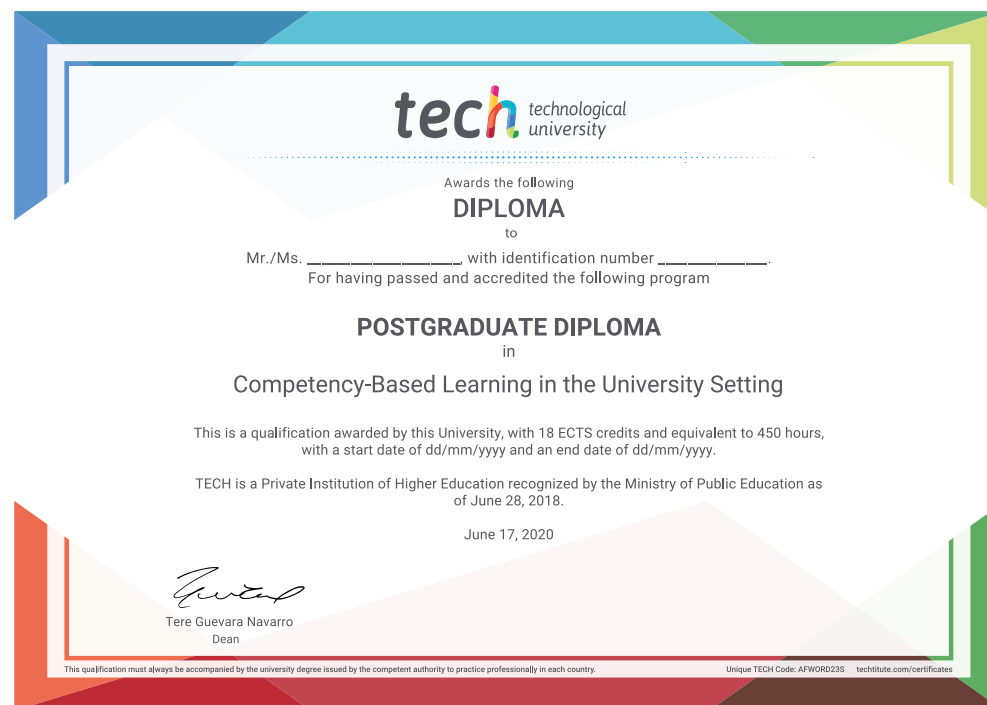 tech technological
university
Awards the following
DIPLOMA
to
Mr./Ms. ____________________, with identification number ______________.
For having passed and accredited the following program
POSTGRADUATE DIPLOMA
in
Competency-Based Learning in the University Setting
This is a qualification awarded by this University, with 18 ECTS credits and equivalent to 450 hours,
with a start date of dd/mm/yyyy and an end date of dd/mm/yyyy.
TECH is a Private Institution of Higher Education recognized by the Ministry of Public Education as
of June 28, 2018.
June 17, 2020
Tere Guevara Navarro
Dean
This qualification must always be accompanied by the university degree issued by the competent authority to practice professionally in each country.
Unique TECH Code: AFWORD23S techtitute.com/certificates